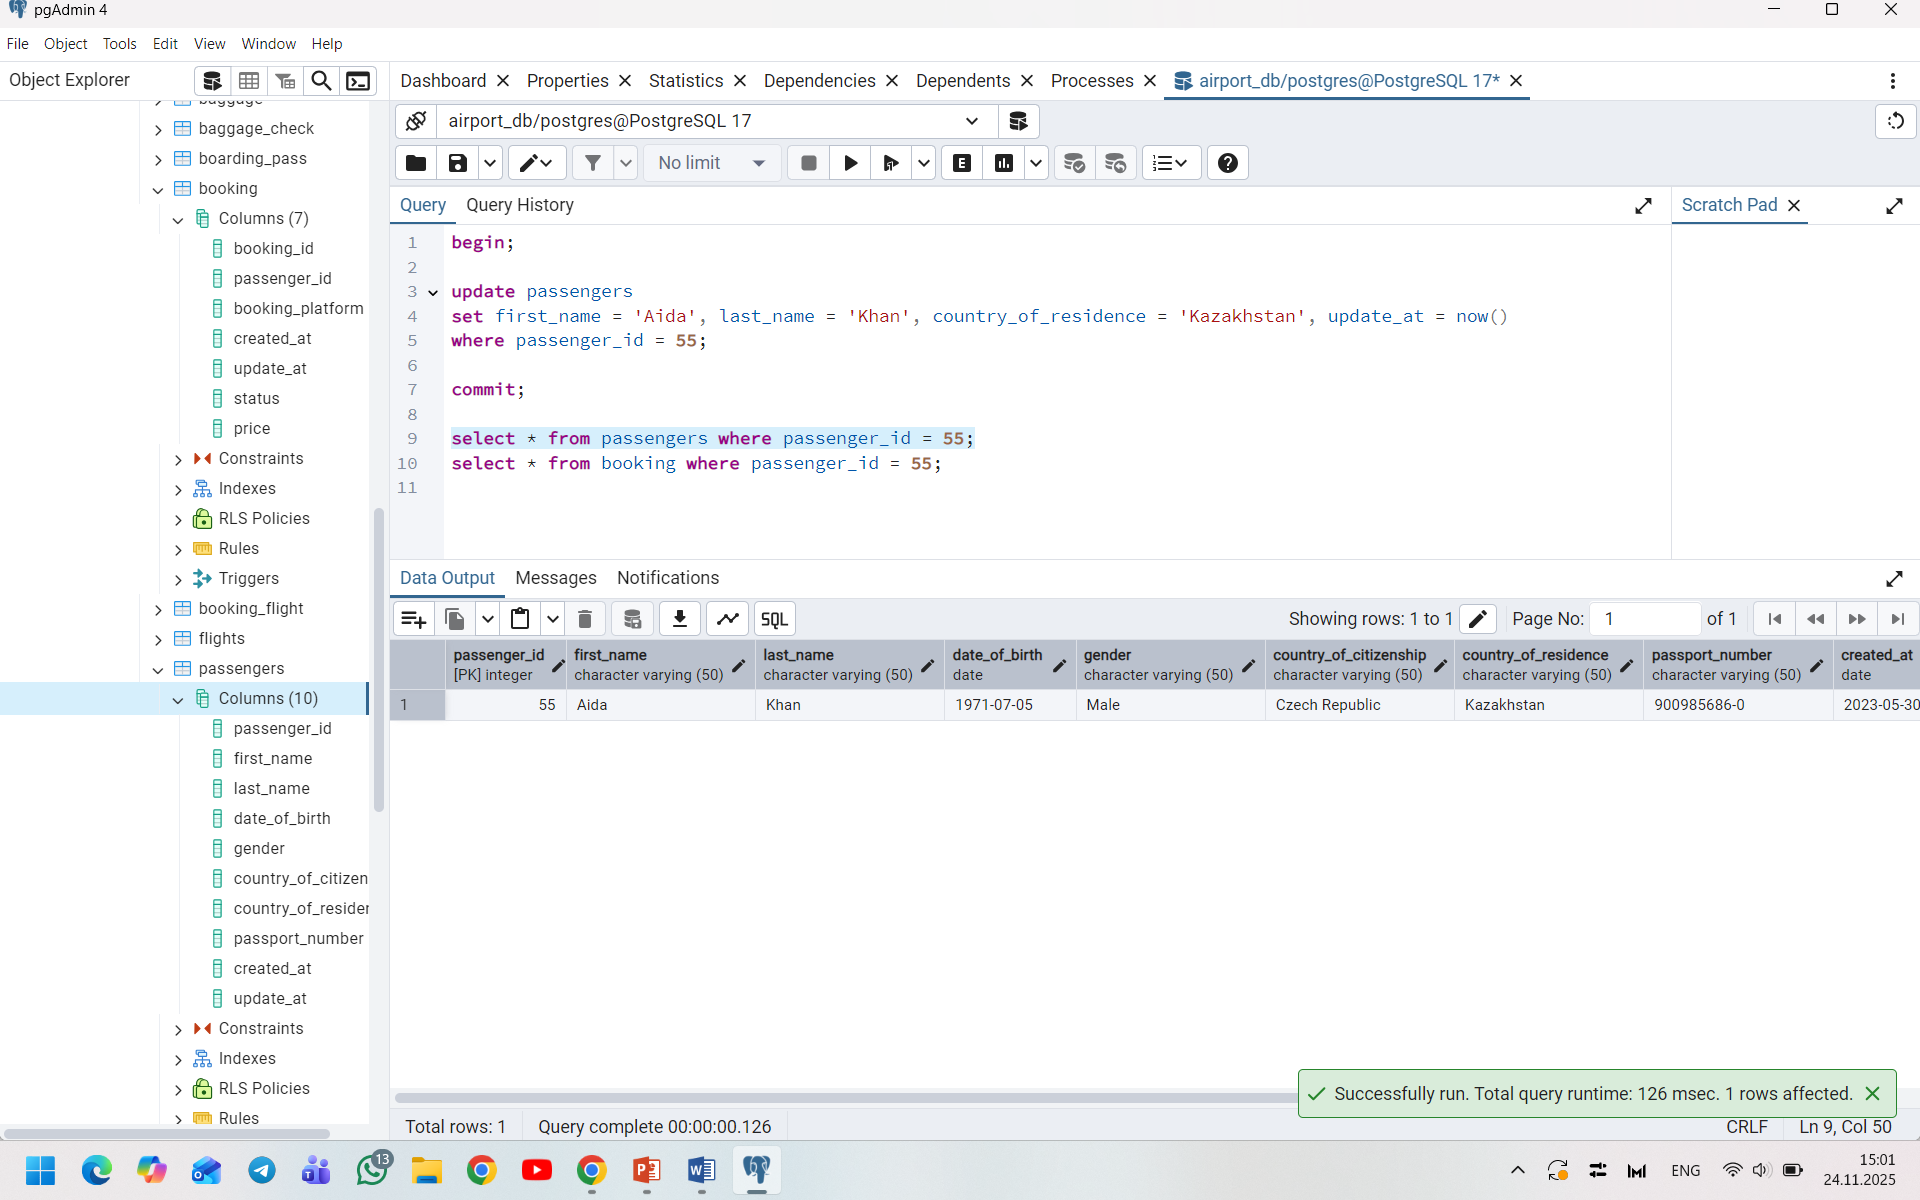 pgAdmin 4
File Object Tools Edit View Window Help
Object Explorer
Dashboard Properties Statistics Dependencies Dependents Processes airport_db/postgres@PostgreSQL 17*
baggage
baggage_check
boarding_pass
booking
Columns (7)
booking_id
passenger_id
booking_platform
created_at
update_at
status
price
Constraints
Indexes
RLS Policies
Rules
Triggers
booking_flight
flights
passengers
Columns (10)
passenger_id
first_name
last_name
date_of_birth
gender
country_of_citizen
country_of_resider
passport_number
created_at
update_at
Constraints
Indexes
RLS Policies
Rules
airport_db/postgres@PostgreSQL 17
No limit
E
Query Query History
Scratch Pad
1 begin;
2
3 update passengers
4 set first_name = 'Aida', last_name = 'Khan', country_of_residence = 'Kazakhstan', update_at = now()
5 where passenger_id = 55;
6
7 commit;
8
9 select * from passengers where passenger_id = 55;
10 select * from booking where passenger_id = 55;
11
Data Output Messages Notifications
SQL
Showing rows: 1 to 1
Page No: 1 of 1
passenger_id first_name last_name date_of_birth gender country_of_citizenship country_of_residence passport_number created_at
[PK] integer character varying (50) character varying (50) date character varying (50) character varying (50) character varying (50) character varying (50) date
1 55 Aida Khan 1971-07-05 Male Czech Republic Kazakhstan 900985686-0 2023-05-30
Successfully run. Total query runtime: 126 msec. 1 rows affected.
Total rows: 1 Query complete 00:00:00.126
CRLF Ln 9, Col 50
13
ENG
15:01
24.11.2025